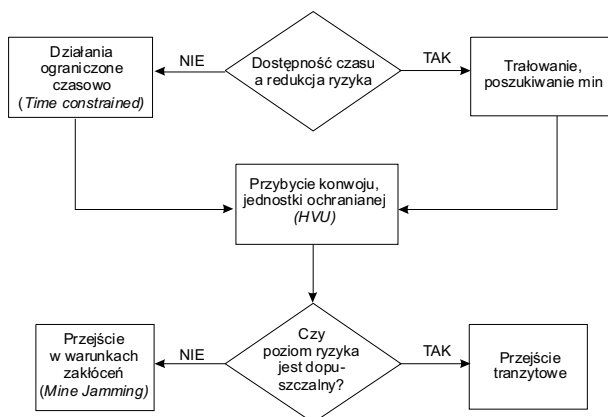 Działania
ograniczone
czasowo
(Time constrained)
NIE
Dostępność czasu
a redukcja ryzyka
TAK
Trałowanie,
poszukiwanie min
Przybycie konwoju,
jednostki ochranianej
(HVU)
Przejście
w warunkach
zakłóceń
(Mine Jamming)
NIE
Czy
poziom ryzyka
jest dopu-
szczalny?
TAK
Przejście
tranzytowe